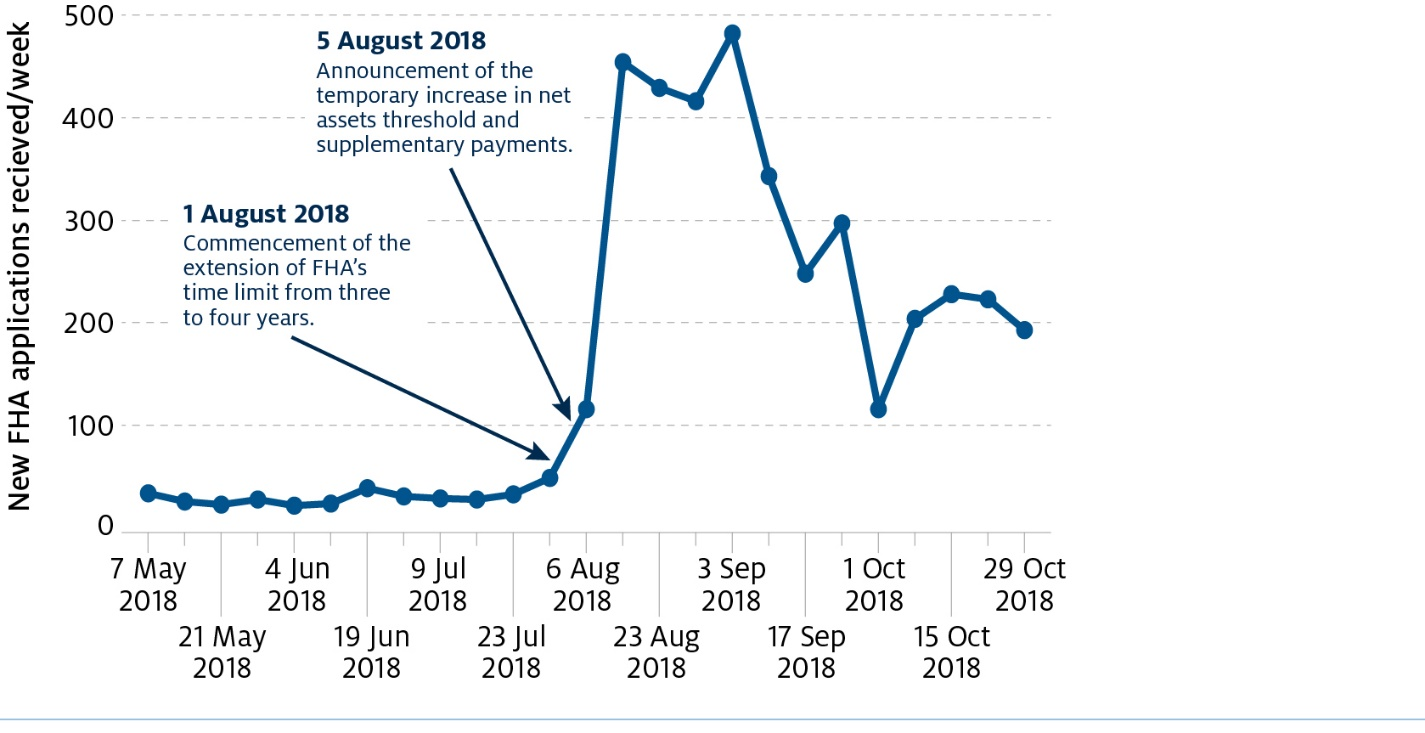 New FHA applications recieved/week
500
400
300
200
100
0
5 August 2018
Announcement of the
temporary increase in net
assets threshold and
supplementary payments.
1 August 2018
Commencement of the
extension of FHA’s
time limit from three
to four years.
7 May
2018
21 May
2018
4 Jun
2018
19 Jun
2018
9 Jul
2018
23 Jul
2018
6 Aug
2018
23 Aug
2018
3 Sep
2018
17 Sep
2018
1 Oct
2018
15 Oct
2018
29 Oct
2018